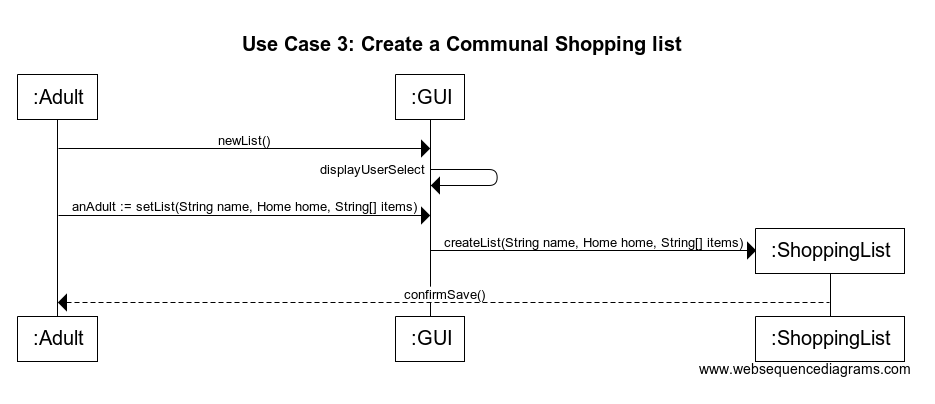 Use Case 3: Create a Communal Shopping list
:Adult
:GUI
newList()
displayUserSelect
anAdult := setList(String name, Home home, String[] items)
createList(String name, Home home, String[] items)
:ShoppingList
confirmSave()
:Adult
:GUI
:ShoppingList
www.websequencediagrams.com